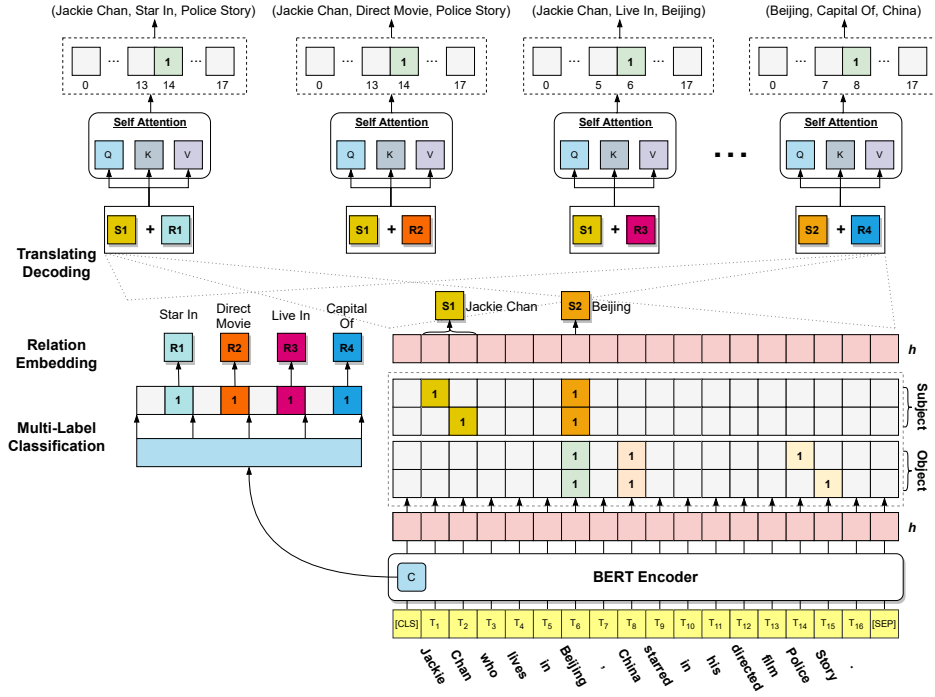 (Jackie Chan, Star In, Police Story) (Jackie Chan, Direct Movie, Police Story) (Jackie Chan, Live In, Beijing) (Beijing, Capital Of, China)
... 1 ... ... 1 ... ... 1 ... ... 1 ...
0 13 14 17 0 13 14 17 0 5 6 17 0 7 8 17
Self Attention Self Attention Self Attention Self Attention
Q K V Q K V Q K V ... Q K V
S1 + R1 S1 + R2 S1 + R3 S2 + R4
Translating
Decoding
S1 Jackie Chan S2 Beijing
Star In Direct Movie Live In Capital Of
Relation
Embedding
R1 R2 R3 R4
h
1 1 1 1
Multi-Label
Classification
1 1
1 1
Subject
1 1 1
1 1 1
Object
h
C BERT Encoder
[CLS] T1 T2 T3 T4 T5 T6 T7 T8 T9 T10 T11 T12 T13 T14 T15 T16 [SEP]
Jackie Chan who lives in Beijing , China starred in his directed film Police Story .